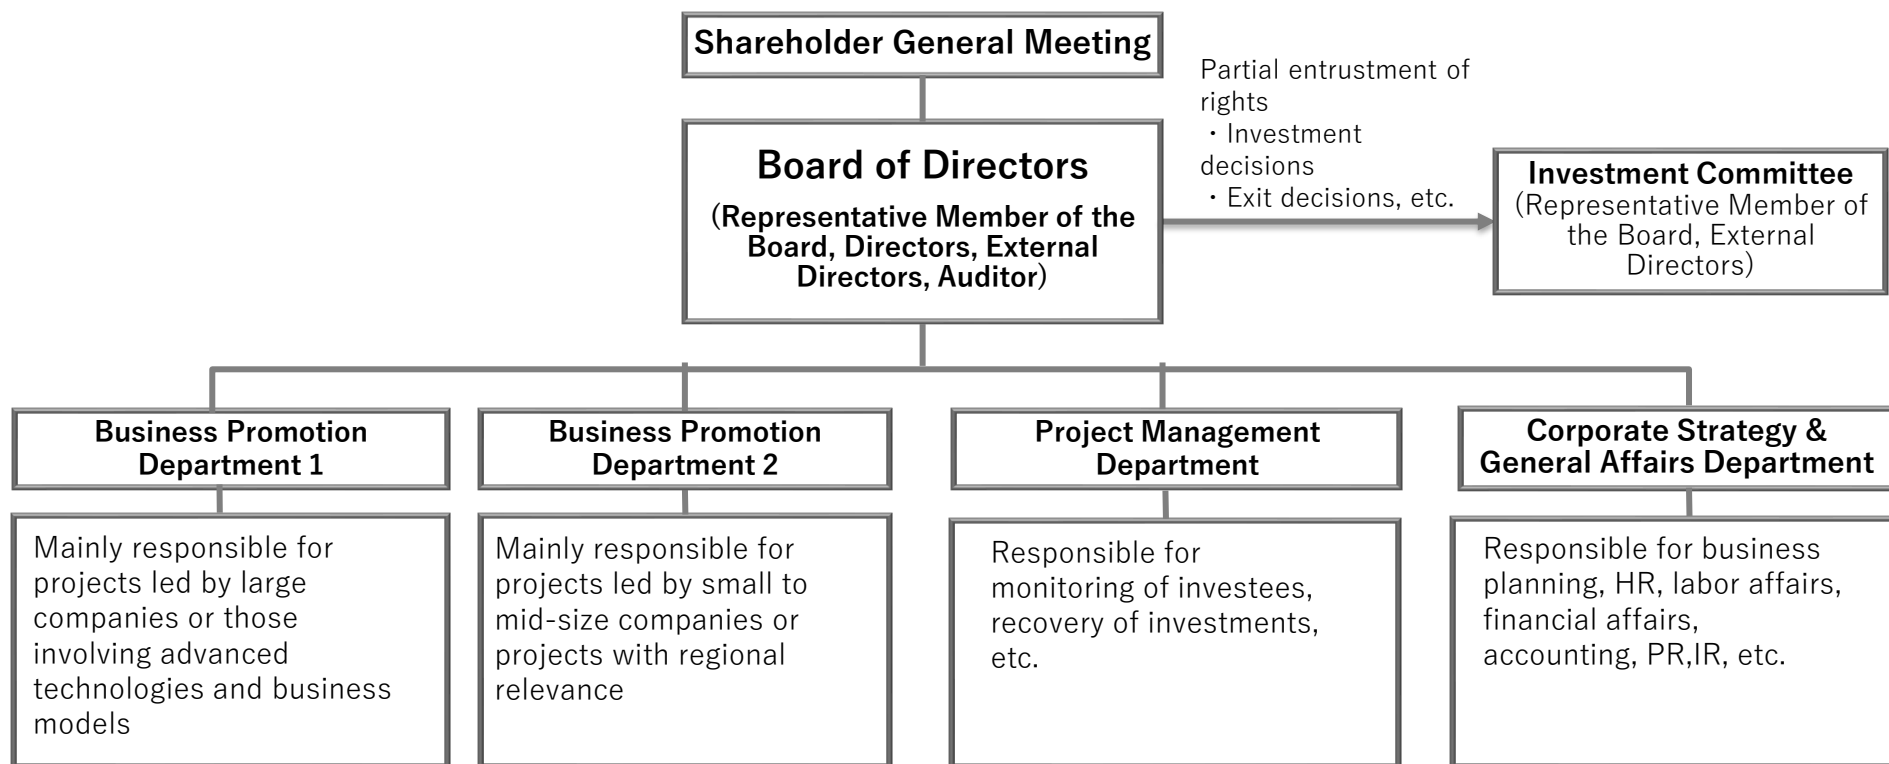 Shareholder General Meeting
Partial entrustment of
rights
・Investment
decisions
・Exit decisions, etc.
Board of Directors
(Representative Member of the
Board, Directors, External
Directors, Auditor)
Investment Committee
(Representative Member of
the Board, External
Directors)
Business Promotion
Department 1
Business Promotion
Department 2
Project Management
Department
Corporate Strategy &
General Affairs Department
Mainly responsible for
projects led by large
companies or those
involving advanced
technologies and business
models
Mainly responsible for
projects led by small to
mid-size companies or
projects with regional
relevance
Responsible for
monitoring of investees,
recovery of investments,
etc.
Responsible for business
planning, HR, labor affairs,
financial affairs,
accounting, PR,IR, etc.